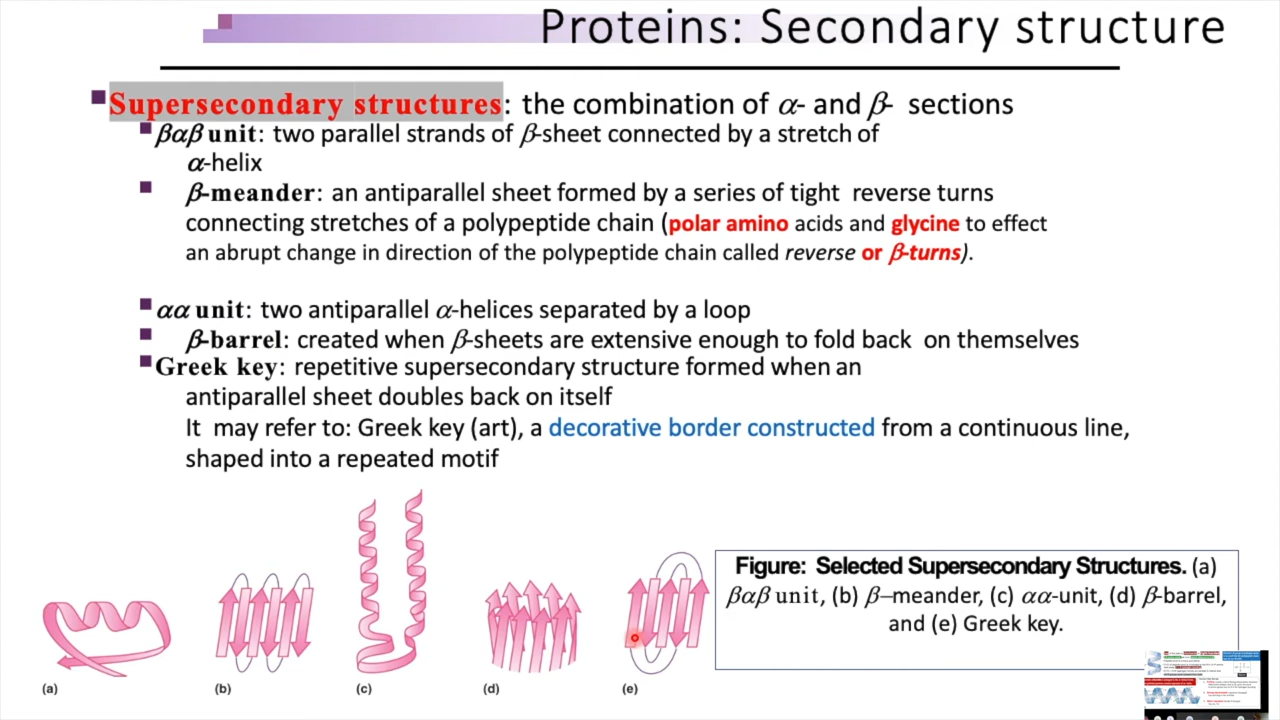 Proteins: Secondary structure
Supersecondary structures: the combination of α- and β- sections
βαβ unit: two parallel strands of β-sheet connected by a stretch of
α-helix
β-meander: an antiparallel sheet formed by a series of tight reverse turns
connecting stretches of a polypeptide chain (polar amino acids and glycine to effect
an abrupt change in direction of the polypeptide chain called reverse or β-turns).
αα unit: two antiparallel α-helices separated by a loop
β-barrel: created when β-sheets are extensive enough to fold back on themselves
Greek key: repetitive supersecondary structure formed when an
antiparallel sheet doubles back on itself
It may refer to: Greek key (art), a decorative border constructed from a continuous line,
shaped into a repeated motif
Figure: Selected Supersecondary Structures. (a)
βαβ unit, (b) β–meander, (c) αα-unit, (d) β-barrel,
and (e) Greek key.
(a) (b) (c) (d) (e)